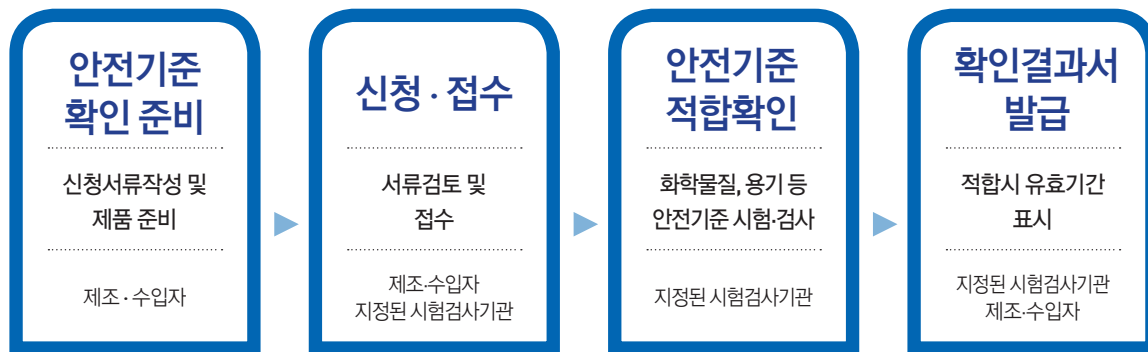 안전기준
확인 준비
신청서류작성 및
제품 준비
제조 · 수입자
신청 · 접수
서류검토 및
접수
제조·수입자
지정된 시험검사기관
안전기준
적합확인
화학물질, 용기 등
안전기준 시험·검사
지정된 시험검사기관
확인결과서
발급
적합시 유효기간
표시
지정된 시험검사기관
제조·수입자